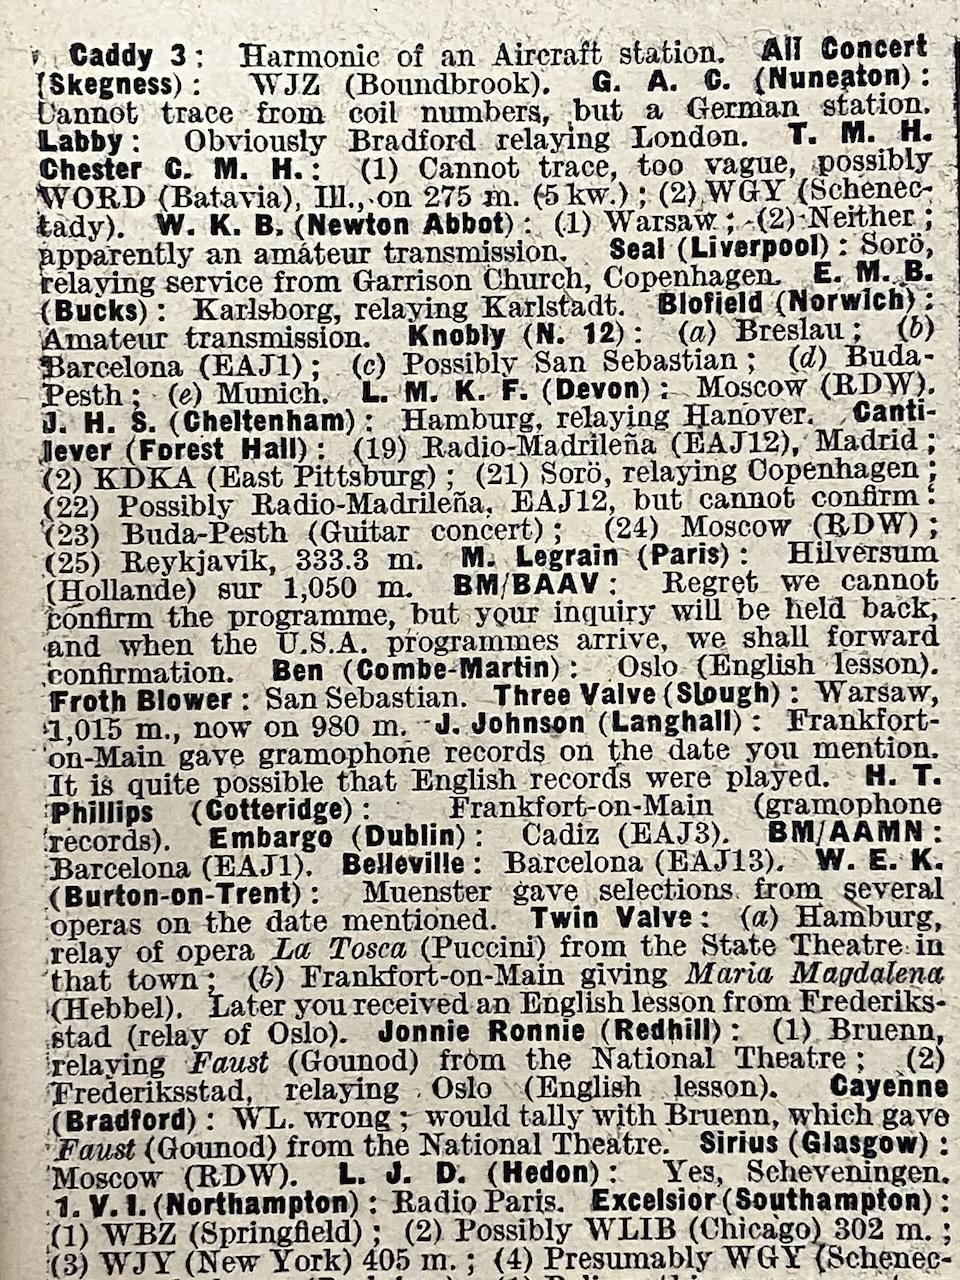 Caddy 3: Harmonic of an Aircraft station. All Concert
(Skegness): WJZ (Boundbrook). G. A. C. (Nuneaton):
Cannot trace from coil numbers, but a German station.
Labby: Obviously Bradford relaying London. T. M. H.
Chester C. M. H.: (1) Cannot trace, too vague, possibly
WORD (Batavia), Ill., on 275 m. (5 kw.); (2) WGY (Schenec-
tady). W. K. B. (Newton Abbot): (1) Warsaw; (2) Neither;
apparently an amateur transmission. Seal (Liverpool): Sorö,
relaying service from Garrison Church, Copenhagen. E. M. B.
(Bucks): Karlsborg, relaying Karlstadt. Blofield (Norwich):
Amateur transmission. Knobly (N. 12): (a) Breslau; (b)
Barcelona (EAJ1); (c) Possibly San Sebastian; (d) Buda-
Pesth; (e) Munich. L. M. K. F. (Devon): Moscow (RDW).
J. H. S. (Cheltenham): Hamburg, relaying Hanover. Canti-
lever (Forest Hall): (19) Radio-Madrileña (EAJ12), Madrid;
(2) KDKA (East Pittsburg); (21) Sorö, relaying Copenhagen;
(22) Possibly Radio-Madrileña, EAJ12, but cannot confirm:
(23) Buda-Pesth (Guitar concert); (24) Moscow (RDW);
(25) Reykjavik, 333.3 m. M. Legrain (Paris): Hilversum
(Hollande) sur 1,050 m. BM/BAAV: Regret we cannot
confirm the programme, but your inquiry will be held back,
and when the U.S.A. programmes arrive, we shall forward
confirmation. Ben (Combe-Martin): Oslo (English lesson).
Froth Blower: San Sebastian. Three Valve (Slough): Warsaw,
1,015 m., now on 980 m. J. Johnson (Langhall): Frankfort-
on-Main gave gramophone records on the date you mention.
It is quite possible that English records were played. H. T.
Phillips (Cotteridge): Frankfort-on-Main (gramophone
records). Embargo (Dublin): Cadiz (EAJ3). BM/AAMN:
Barcelona (EAJ1). Belleville: Barcelona (EAJ13). W. E. K.
(Burton-on-Trent): Muenster gave selections from several
operas on the date mentioned. Twin Valve: (a) Hamburg,
relay of opera La Tosca (Puccini) from the State Theatre in
that town; (b) Frankfort-on-Main giving Maria Magdalena
(Hebbel). Later you received an English lesson from Frederiks-
stad (relay of Oslo). Jonnie Ronnie (Redhill): (1) Bruenn,
relaying Faust (Gounod) from the National Theatre; (2)
Frederiksstad, relaying Oslo (English lesson). Cayenne
(Bradford): WL. wrong; would tally with Bruenn, which gave
Faust (Gounod) from the National Theatre. Sirius (Glasgow):
Moscow (RDW). L. J. D. (Hedon): Yes, Scheveningen.
1. V. I. (Northampton): Radio Paris. Excelsior (Southampton):
(1) WBZ (Springfield); (2) Possibly WLIB (Chicago) 302 m.;
(3) WJY (New York) 405 m.; (4) Presumably WGY (Schenec-